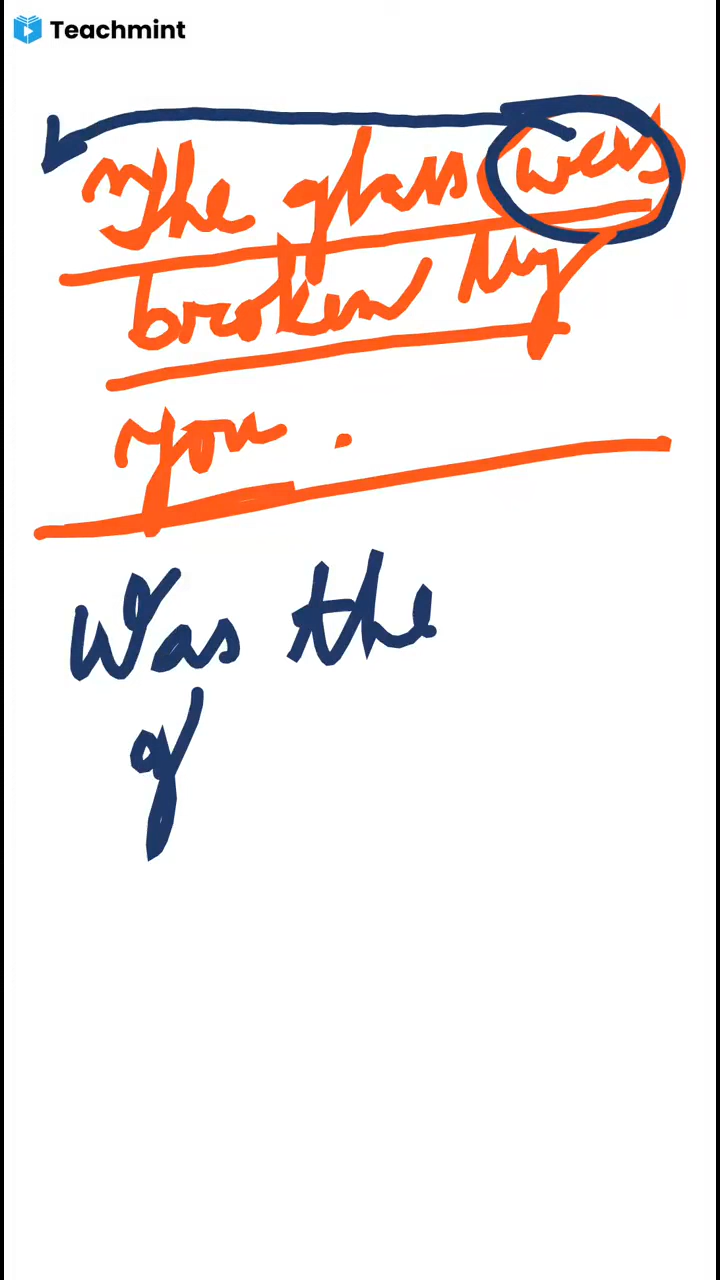 Teachmint
The glass was
broken by
you .
Was the
g